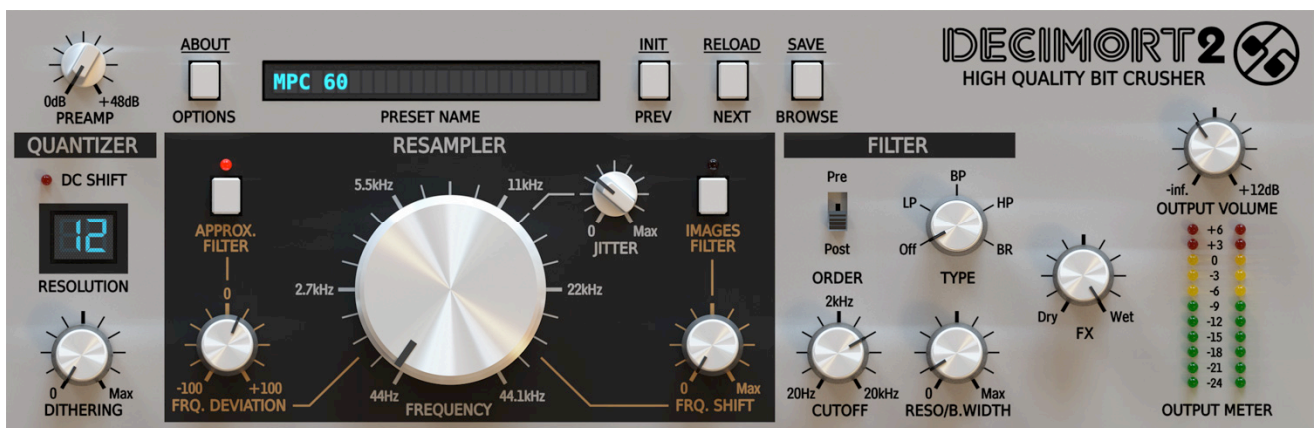 ABOUT
INIT
RELOAD
SAVE
DECIMORT2
HIGH QUALITY BIT CRUSHER
MPC 60
0dB
+48dB
PREAMP
OPTIONS
PRESET NAME
PREV
NEXT
BROWSE
QUANTIZER
DC SHIFT
12
RESOLUTION
0
Max
DITHERING
RESAMPLER
APPROX.
FILTER
0
-100
+100
FRQ. DEVIATION
5.5kHz
11kHz
2.7kHz
22kHz
44Hz
44.1kHz
FREQUENCY
0
Max
JITTER
IMAGES
FILTER
0
Max
FRQ. SHIFT
FILTER
Pre
Post
ORDER
BP
LP
HP
Off
BR
TYPE
2kHz
20Hz
20kHz
CUTOFF
0
Max
RESO/B.WIDTH
Dry
Wet
FX
-inf.
+12dB
OUTPUT VOLUME
+6
+3
0
-3
-6
-9
-12
-15
-18
-21
-24
OUTPUT METER